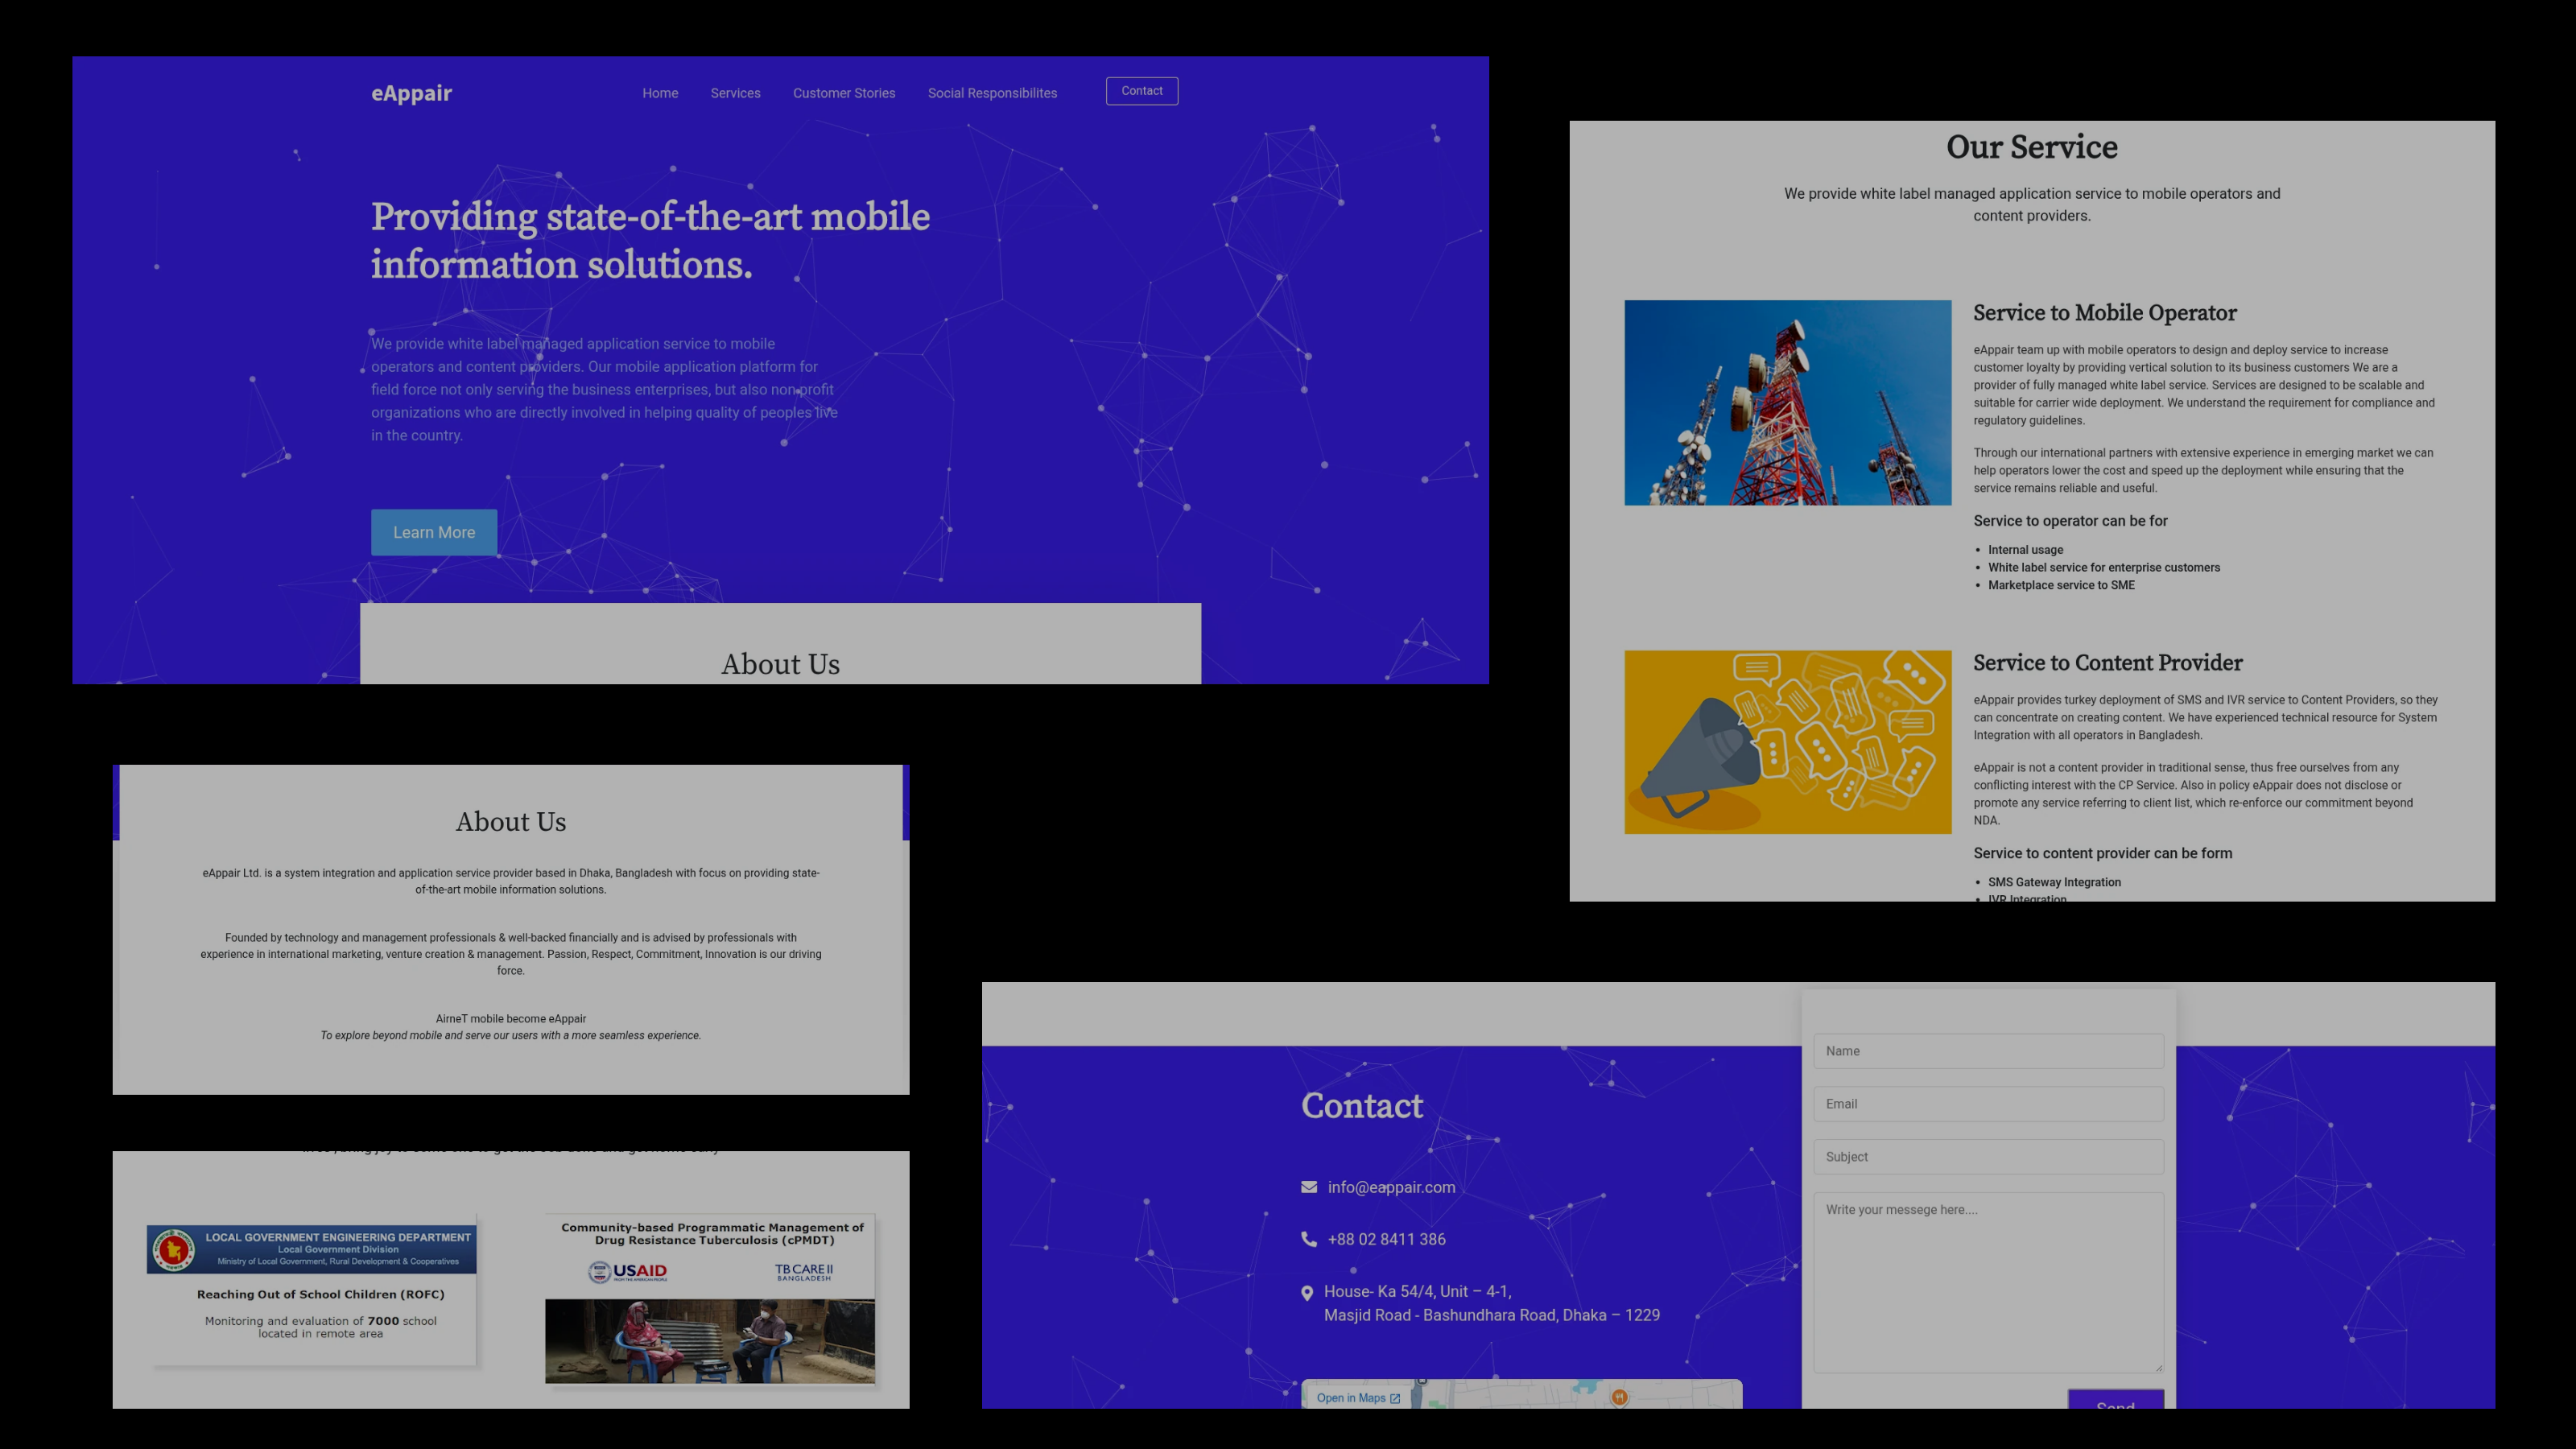 eAppair
Home
Services
Customer Stories
Social Responsibilites
Contact
Providing state-of-the-art mobile
information solutions.
We provide white label managed application service to mobile
operators and content providers. Our mobile application platform for
field force not only serving the business enterprises, but also non-profit
organizations who are directly involved in helping quality of peoples live
in the country.
Learn More
About Us
Our Service
We provide white label managed application service to mobile operators and
content providers.
Service to Mobile Operator
eAppair team up with mobile operators to design and deploy service to increase
customer loyalty by providing vertical solution to its business customers We are a
provider of fully managed white label service. Services are designed to be scalable and
suitable for carrier wide deployment. We understand the requirement for compliance and
regulatory guidelines.
Through our international partners with extensive experience in emerging market we can
help operators lower the cost and speed up the deployment while ensuring that the
service remains reliable and useful.
Service to operator can be for
• Internal usage
• White label service for enterprise customers
• Marketplace service to SME
Service to Content Provider
eAppair provides turkey deployment of SMS and IVR service to Content Providers, so they
can concentrate on creating content. We have experienced technical resource for System
Integration with all operators in Bangladesh.
eAppair is not a content provider in traditional sense, thus free ourselves from any
conflicting interest with the CP Service. Also in policy eAppair does not disclose or
promote any service referring to client list, which re-enforce our commitment beyond
NDA.
Service to content provider can be form
• SMS Gateway Integration
• IVR Integration
About Us
eAppair Ltd. is a system integration and application service provider based in Dhaka, Bangladesh with focus on providing state-
of-the-art mobile information solutions.
Founded by technology and management professionals & well-backed financially and is advised by professionals with
experience in international marketing, venture creation & management. Passion, Respect, Commitment, Innovation is our driving
force.
AirneT mobile become eAppair
To explore beyond mobile and serve our users with a more seamless experience.
LOCAL GOVERNMENT ENGINEERING DEPARTMENT
Local Government Division
Ministry of Local Government, Rural Development & Cooperatives
Reaching Out of School Children (ROFC)
Monitoring and evaluation of 7000 school
located in remote area
Community-based Programmatic Management of
Drug Resistance Tuberculosis (cPMDT)
USAID
FROM THE AMERICAN PEOPLE
TB CARE II
BANGLADESH
Contact
info@eappair.com
+88 02 8411 386
House- Ka 54/4, Unit – 4-1,
Masjid Road - Bashundhara Road, Dhaka – 1229
Open in Maps
Name
Email
Subject
Write your messege here....
Send